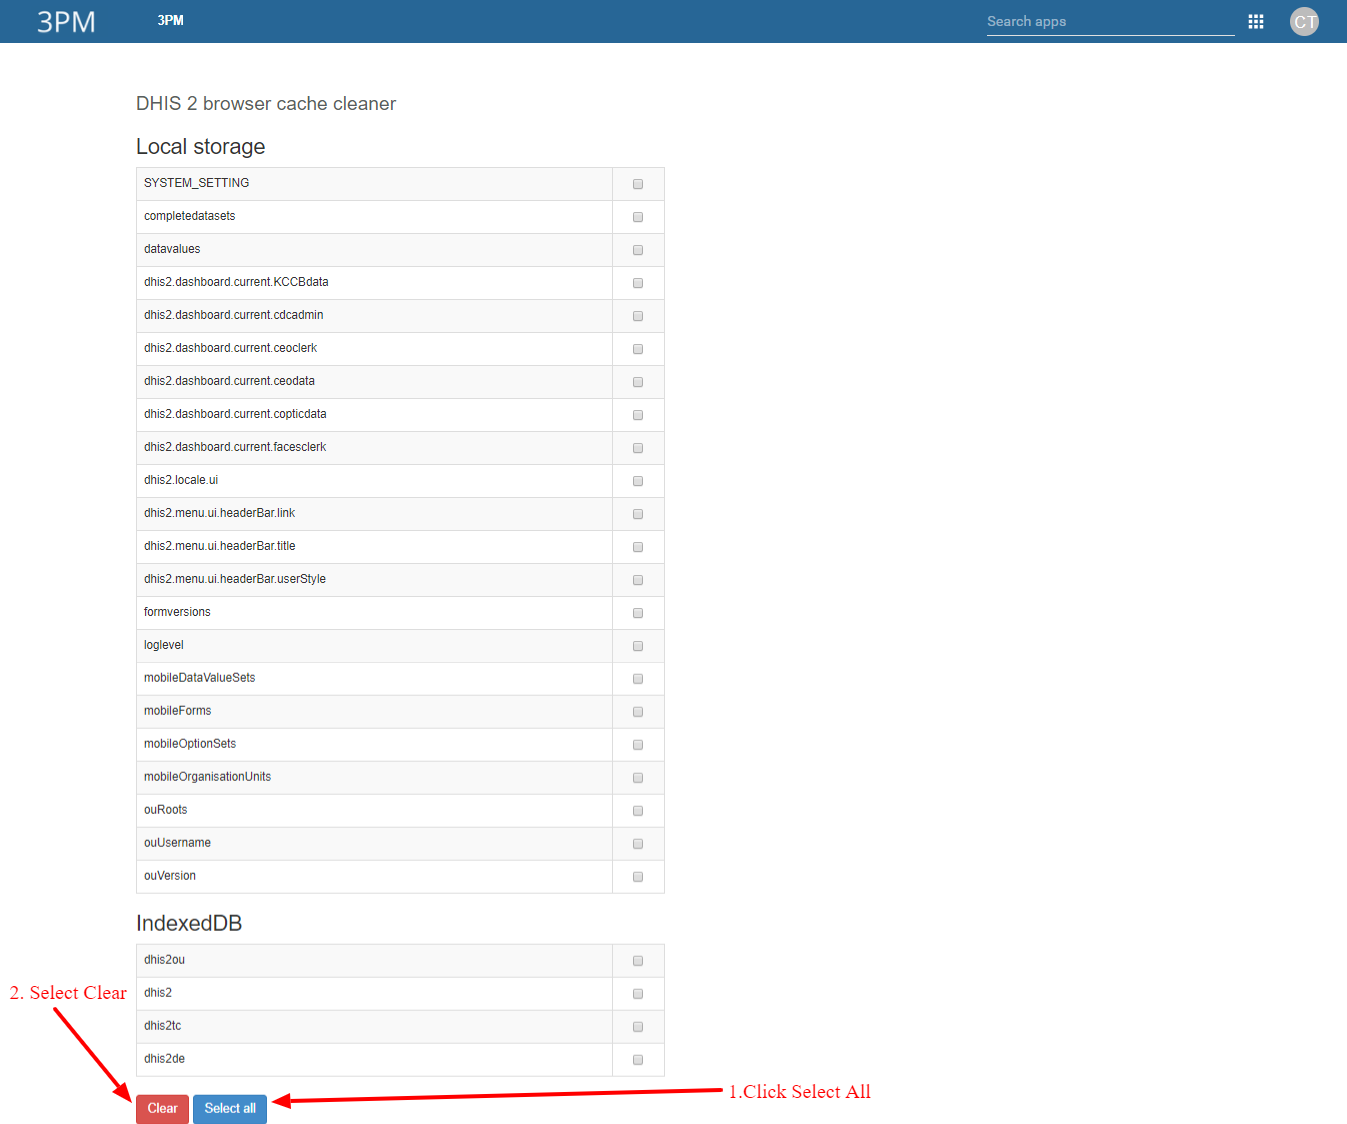 3PM
3PM
Search apps
CT
DHIS 2 browser cache cleaner
Local storage
SYSTEM_SETTING
completedatasets
datavalues
dhis2.dashboard.current.KCCBdata
dhis2.dashboard.current.cdcadmin
dhis2.dashboard.current.ceoclerk
dhis2.dashboard.current.ceodata
dhis2.dashboard.current.copticdata
dhis2.dashboard.current.facesclerk
dhis2.locale.ui
dhis2.menu.ui.headerBar.link
dhis2.menu.ui.headerBar.title
dhis2.menu.ui.headerBar.userStyle
formversions
loglevel
mobileDataValueSets
mobileForms
mobileOptionSets
mobileOrganisationUnits
ouRoots
ouUsername
ouVersion
IndexedDB
dhis2ou
dhis2
dhis2tc
dhis2de
2. Select Clear
Clear
Select all
1.Click Select All